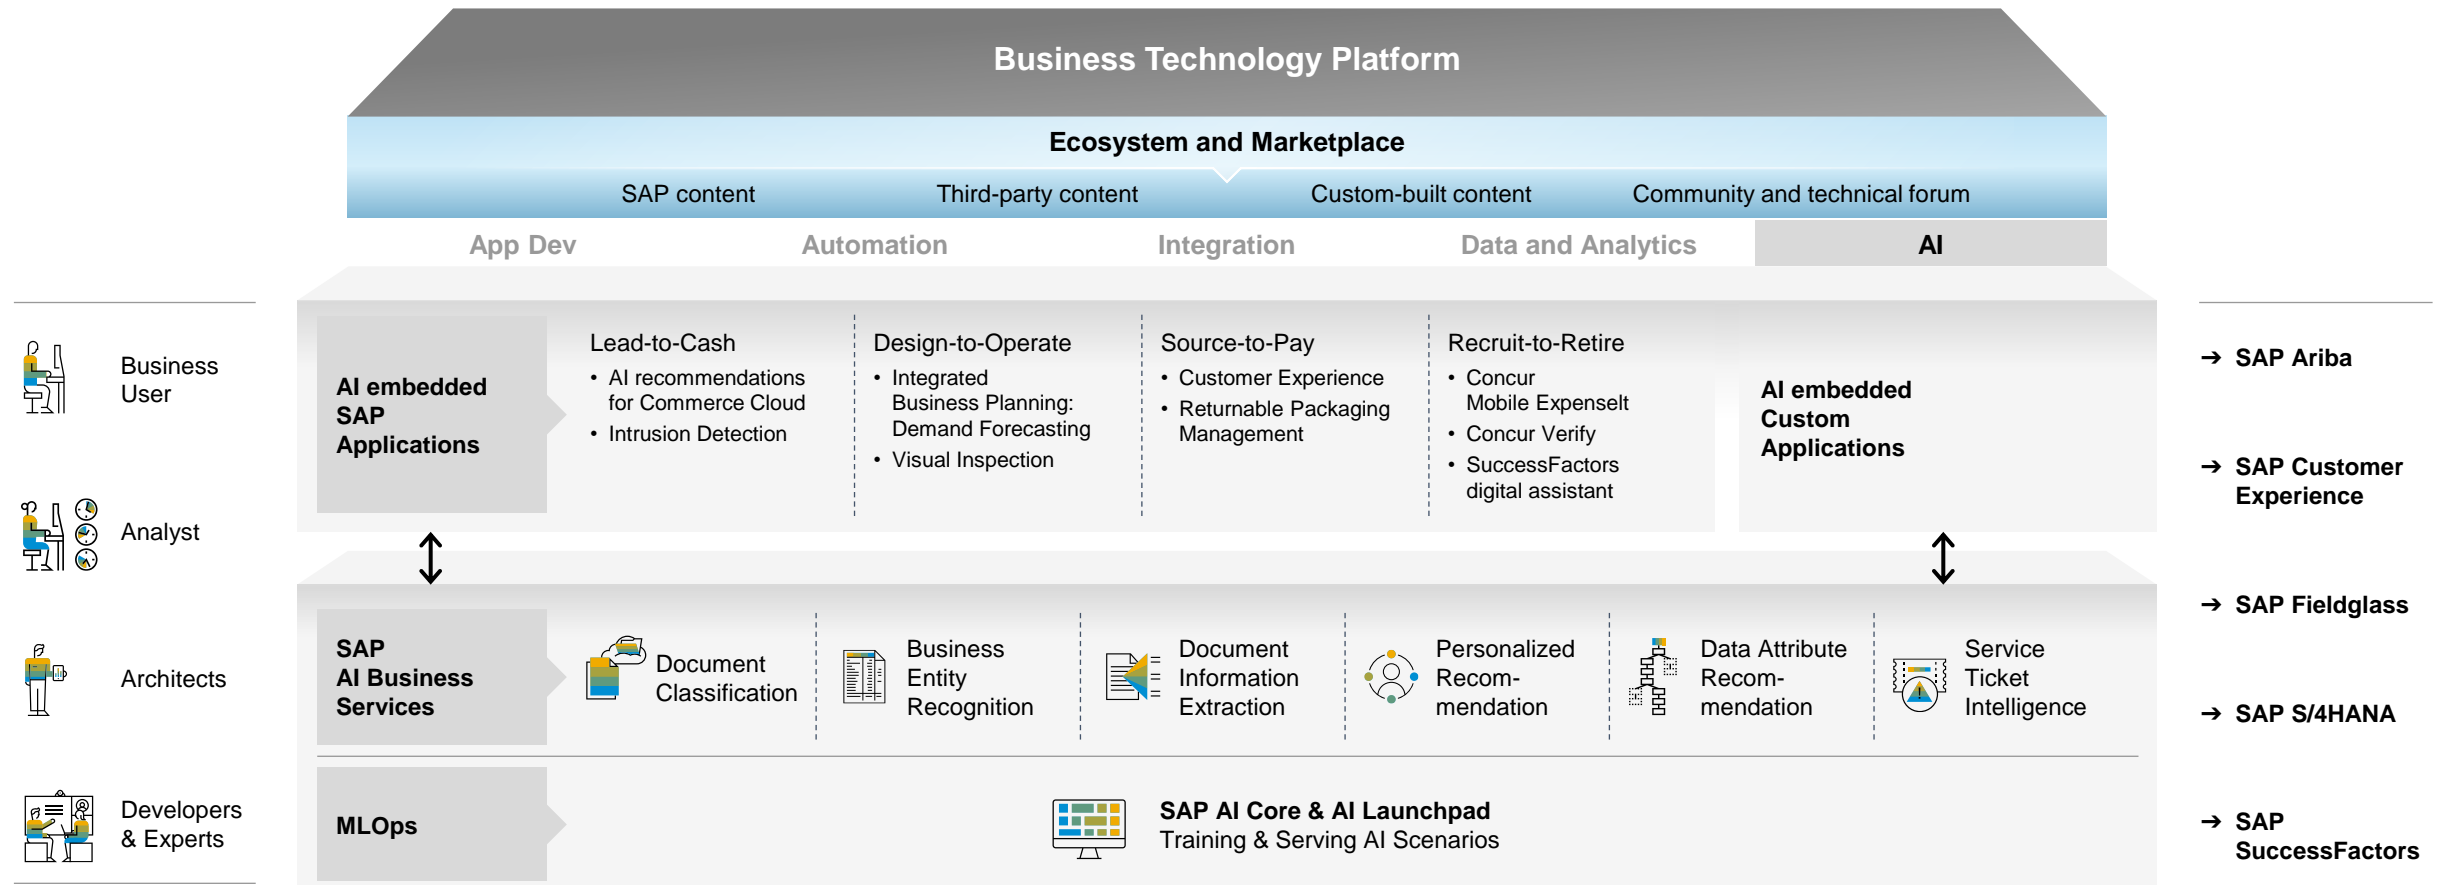 Business Technology Platform
Ecosystem and Marketplace
SAP content
Third-party content
Custom-built content
Community and technical forum
App Dev
Automation
Integration
Data and Analytics
AI
Business
User
Analyst
Architects
Developers
& Experts
AI embedded
SAP
Applications
Lead-to-Cash
• AI recommendations
for Commerce Cloud
• Intrusion Detection
Design-to-Operate
• Integrated
Business Planning:
Demand Forecasting
• Visual Inspection
Source-to-Pay
• Customer Experience
• Returnable Packaging
Management
Recruit-to-Retire
• Concur
Mobile Expenselt
• Concur Verify
• SuccessFactors
digital assistant
AI embedded
Custom
Applications
SAP
AI Business
Services
Document
Classification
Business
Entity
Recognition
Document
Information
Extraction
Personalized
Recom-
mendation
Data Attribute
Recom-
mendation
Service
Ticket
Intelligence
MLOps
SAP AI Core & AI Launchpad
Training & Serving AI Scenarios
➔ SAP Ariba
➔ SAP Customer
Experience
➔ SAP Fieldglass
➔ SAP S/4HANA
➔ SAP
SuccessFactors